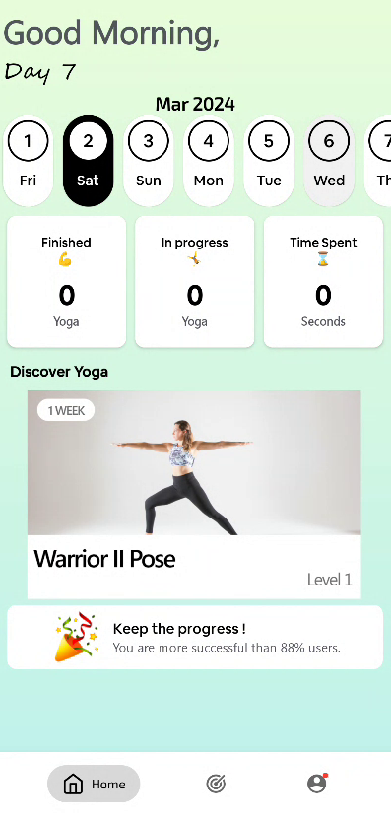 Good Morning,
Day 7
Mar 2024
1 2 3 4 5 6 7
Fri Sat Sun Mon Tue Wed Th
Finished In progress Time Spent
0 0 0
Yoga Yoga Seconds
Discover Yoga
1 WEEK
Warrior II Pose
Level 1
Keep the progress !
You are more successful than 88% users.
Home